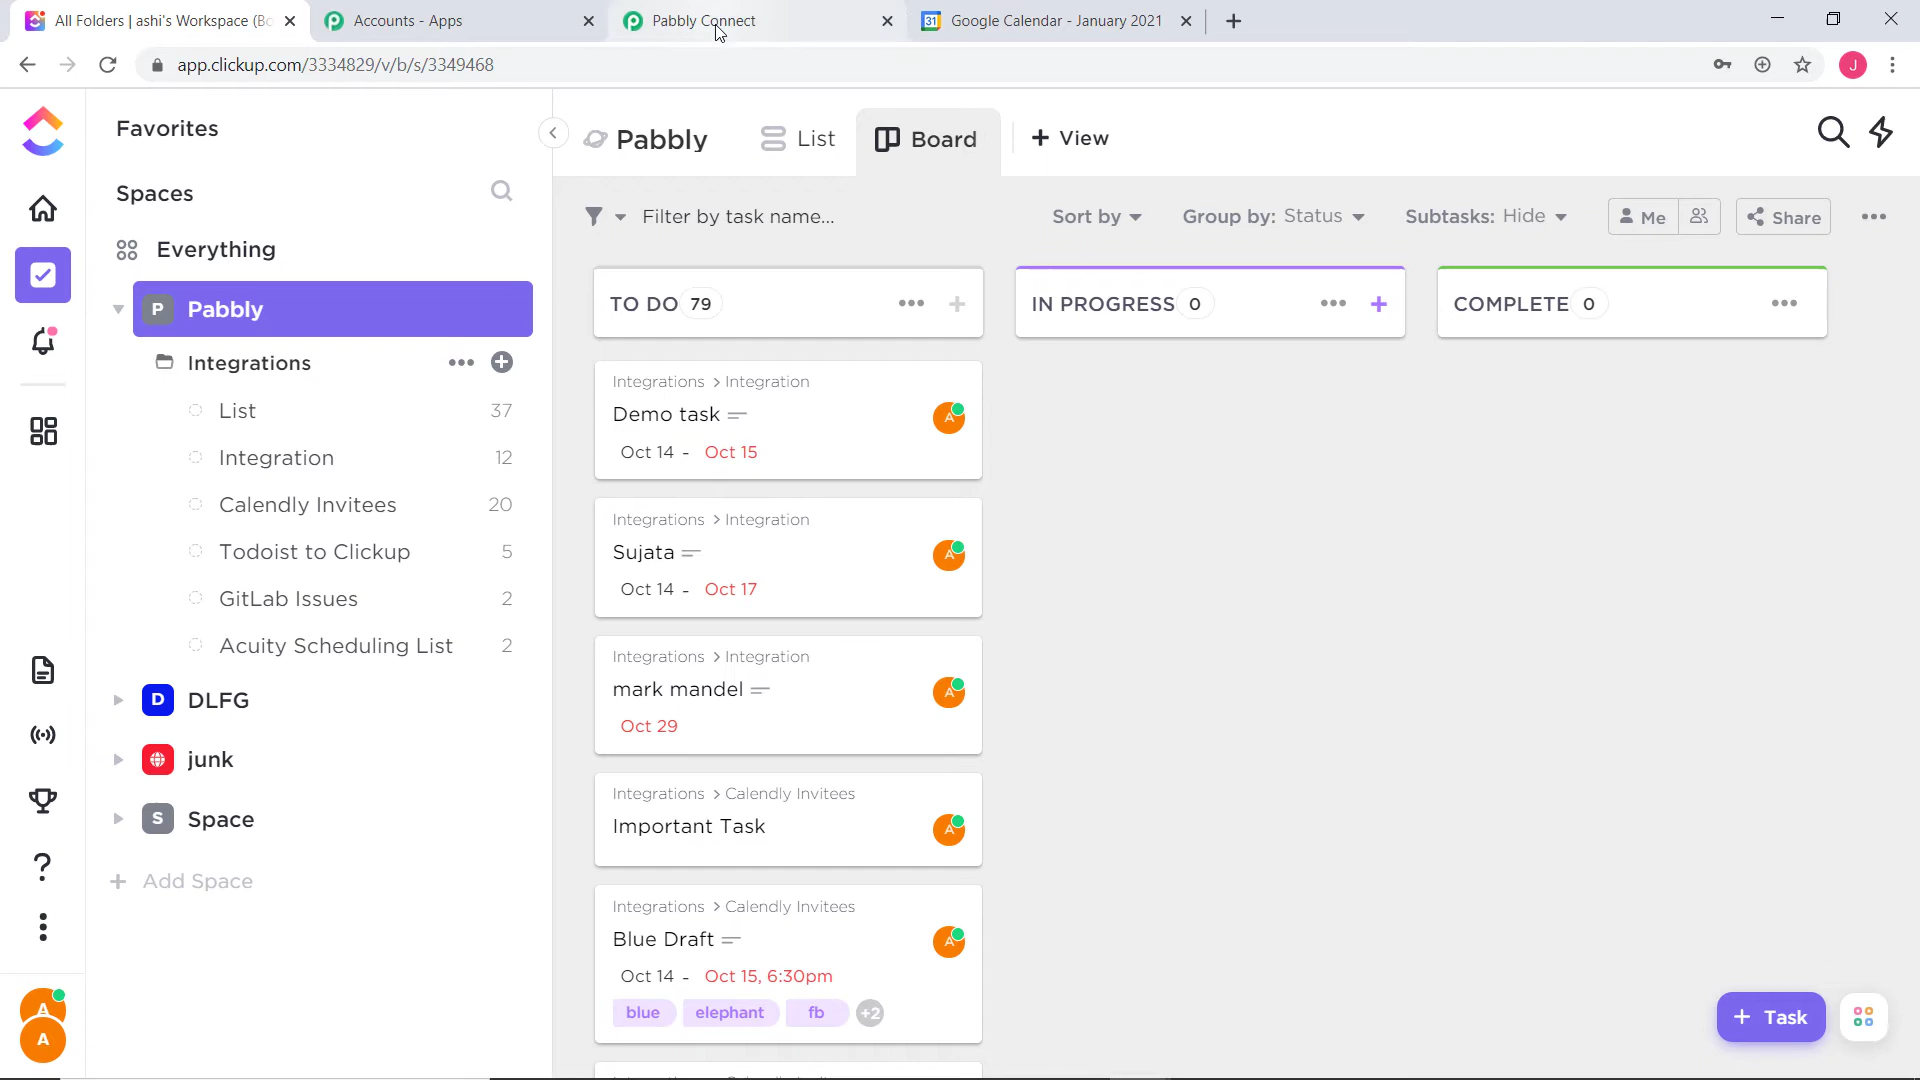 All Folders | ashi's Workspace (Bo
Accounts - Apps
Pabbly Connect
31
Google Calendar - January 2021
app.clickup.com/3334829/v/b/s/3349468
J
Favorites
Spaces
Everything
P Pabbly
Integrations
List 37
Integration 12
Calendly Invitees 20
Todoist to Clickup 5
GitLab Issues 2
Acuity Scheduling List 2
D DLFG
junk
S Space
+ Add Space
A
A
Pabbly
List
Board
+ View
Filter by task name...
Sort by
Group by: Status
Subtasks: Hide
Me
Share
TO DO 79
IN PROGRESS 0
COMPLETE 0
Integrations > Integration
Demo task
A
Oct 14 - Oct 15
Integrations > Integration
Sujata
A
Oct 14 - Oct 17
Integrations > Integration
mark mandel
A
Oct 29
Integrations > Calendly Invitees
Important Task
A
Integrations > Calendly Invitees
Blue Draft
A
Oct 14 - Oct 15, 6:30pm
blue elephant fb +2
+ Task